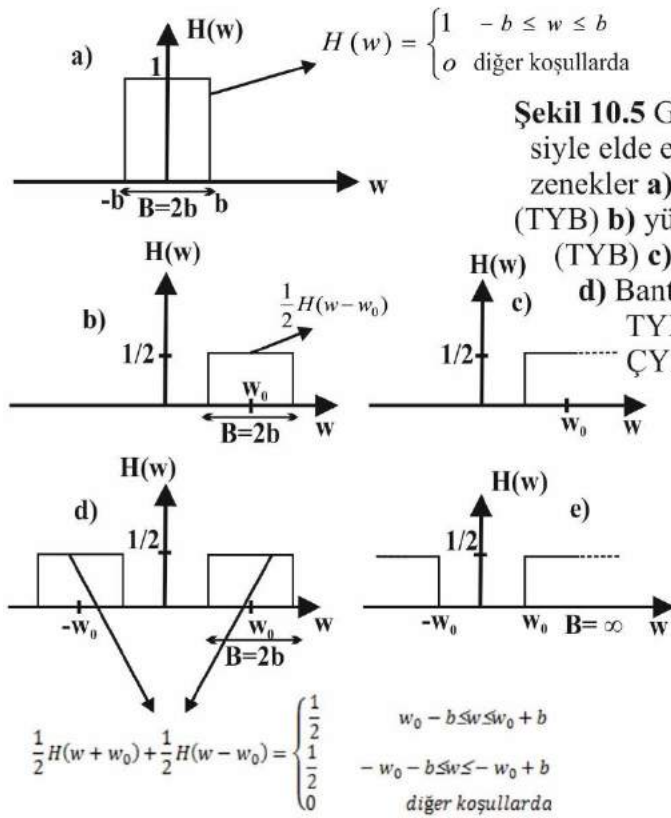 H(w)
a)
1
H(w) = {1 -b ≤ w ≤ b
o diğer koşullarda
-b B=2b b w
Şekil 10.5 G
siyle elde e
zenekler a)
(TYB) b) yü
(TYB) c)
d) Bant
TYI
ÇY
H(w)
b)
1/2 H(w-w₀)
1/2
w₀
B=2b w
H(w)
c)
1/2
w₀ w
H(w)
d)
1/2
-w₀ w₀ w
B=2b
H(w)
e)
1/2
-w₀ w₀ B= ∞ w
1/2 H(w + w₀) + 1/2 H(w - w₀) = {1/2 w₀ - b≤w≤w₀ + b
1/2 - w₀ - b≤w≤- w₀ + b
0 diğer koşullarda